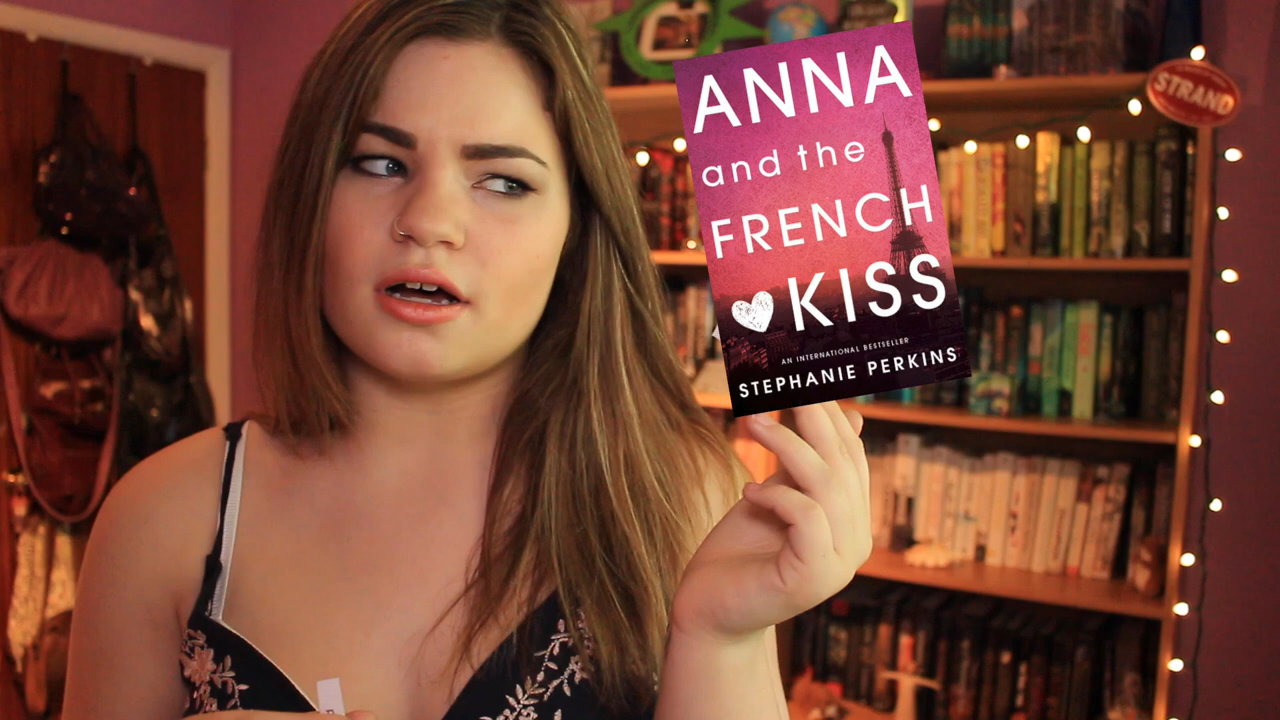 ANNA
and the
FRENCH
KISS
AN INTERNATIONAL BESTSELLER
STEPHANIE PERKINS
STRAND